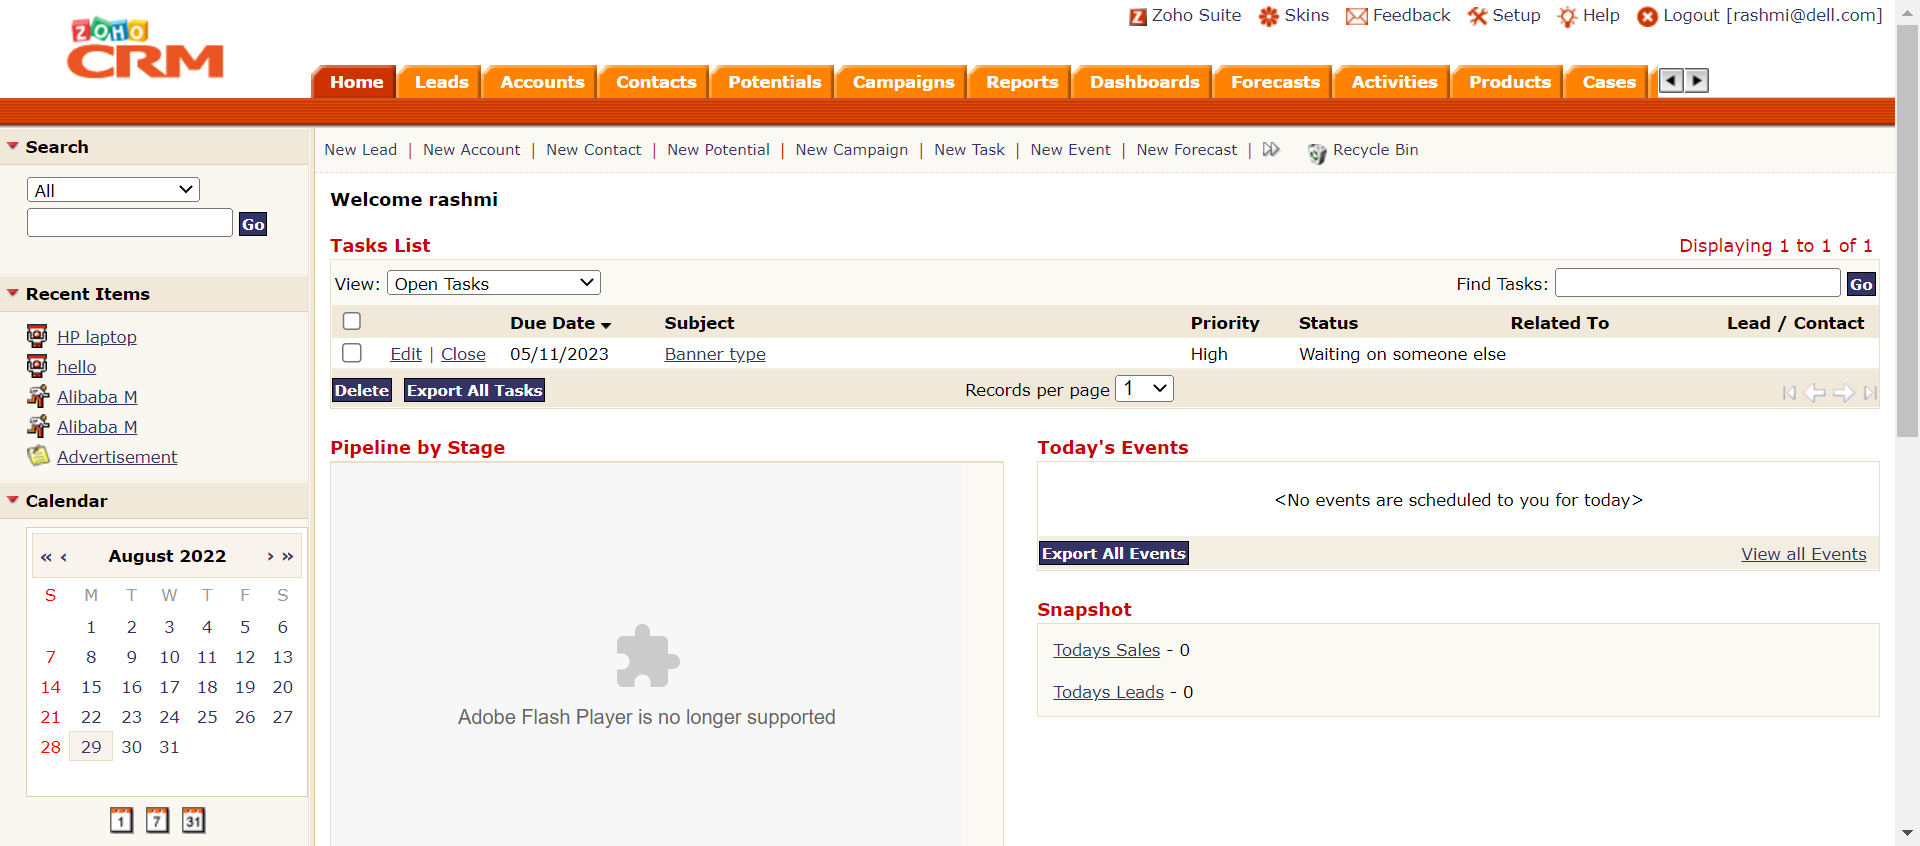 ZOHO
CRM
Zoho Suite Skins Feedback Setup Help Logout [rashmi@dell.com]
Home Leads Accounts Contacts Potentials Campaigns Reports Dashboards Forecasts Activities Products Cases
Search
All
Go
Recent Items
HP laptop
hello
Alibaba M
Alibaba M
Advertisement
Calendar
« ‹ August 2022 › »
S M T W T F S
1 2 3 4 5 6
7 8 9 10 11 12 13
14 15 16 17 18 19 20
21 22 23 24 25 26 27
28 29 30 31
1 7 31
New Lead | New Account | New Contact | New Potential | New Campaign | New Task | New Event | New Forecast | Recycle Bin
Welcome rashmi
Tasks List Displaying 1 to 1 of 1
View: Open Tasks Find Tasks: Go
Due Date Subject Priority Status Related To Lead / Contact
Edit | Close 05/11/2023 Banner type High Waiting on someone else
Delete Export All Tasks Records per page 1
Pipeline by Stage
Adobe Flash Player is no longer supported
Today's Events
<No events are scheduled to you for today>
Export All Events View all Events
Snapshot
Todays Sales - 0
Todays Leads - 0